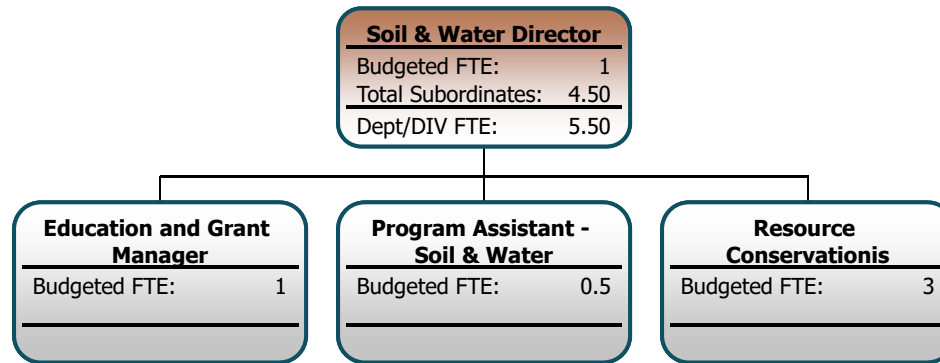 Soil & Water Director
Budgeted FTE: 1
Total Subordinates: 4.50
Dept/DIV FTE: 5.50
Education and Grant
Manager
Budgeted FTE: 1
Program Assistant -
Soil & Water
Budgeted FTE: 0.5
Resource
Conservationis
Budgeted FTE: 3